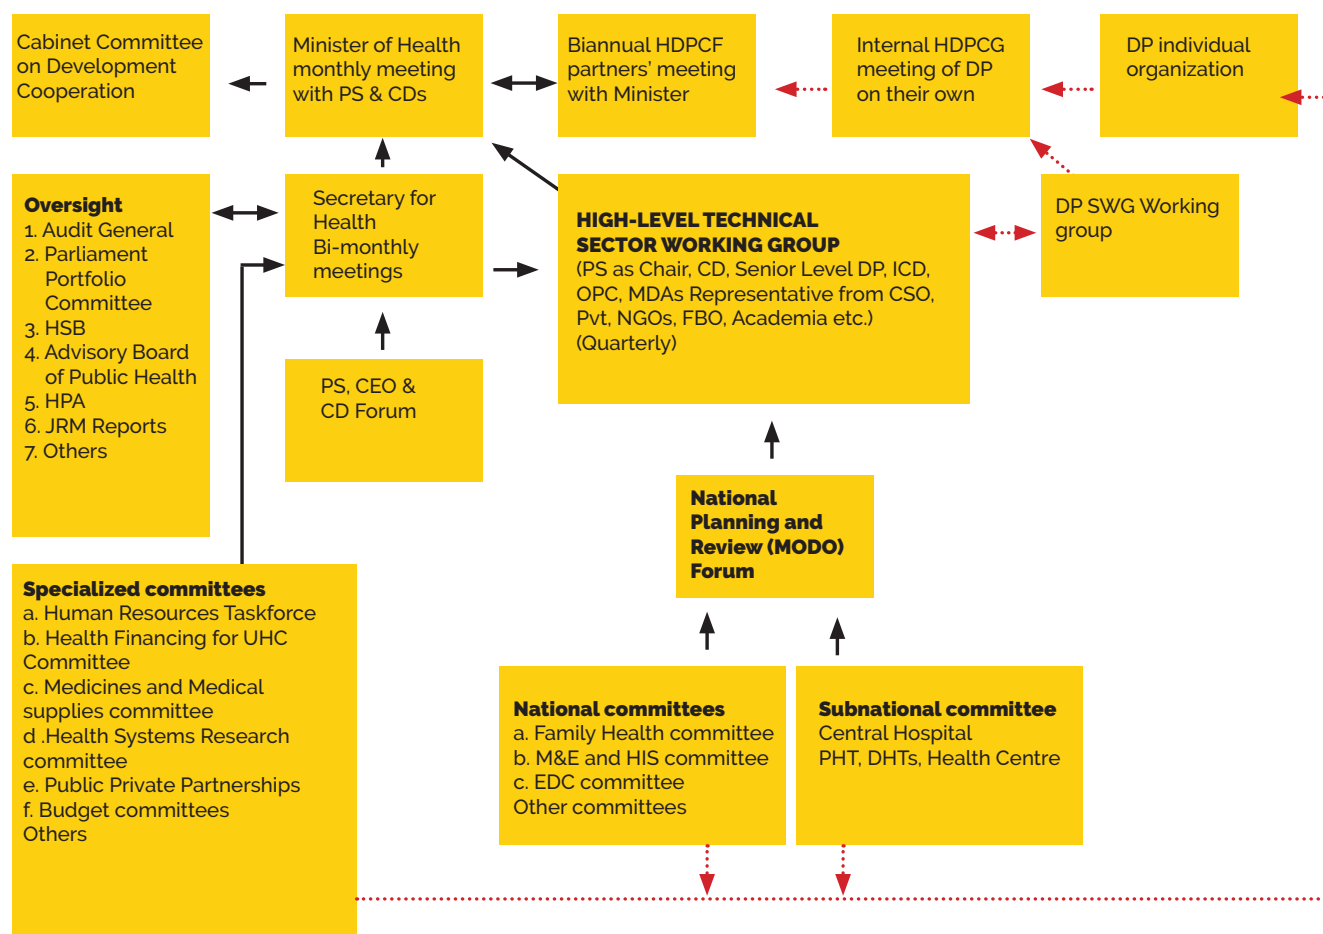 Cabinet Committee
on Development
Cooperation
Minister of Health
monthly meeting
with PS & CDs
Biannual HDPCF
partners’ meeting
with Minister
Internal HDPCG
meeting of DP
on their own
DP individual
organization
Oversight
1. Audit General
2. Parliament
Portfolio
Committee
3. HSB
4. Advisory Board
of Public Health
5. HPA
6. JRM Reports
7. Others
Secretary for
Health
Bi-monthly
meetings
HIGH-LEVEL TECHNICAL
SECTOR WORKING GROUP
(PS as Chair, CD, Senior Level DP, ICD,
OPC, MDAs Representative from CSO,
Pvt, NGOs, FBO, Academia etc.)
(Quarterly)
DP SWG Working
group
PS, CEO &
CD Forum
National
Planning and
Review (MODO)
Forum
Specialized committees
a. Human Resources Taskforce
b. Health Financing for UHC
Committee
c. Medicines and Medical
supplies committee
d .Health Systems Research
committee
e. Public Private Partnerships
f. Budget committees
Others
National committees
a. Family Health committee
b. M&E and HIS committee
c. EDC committee
Other committees
Subnational committee
Central Hospital
PHT, DHTs, Health Centre